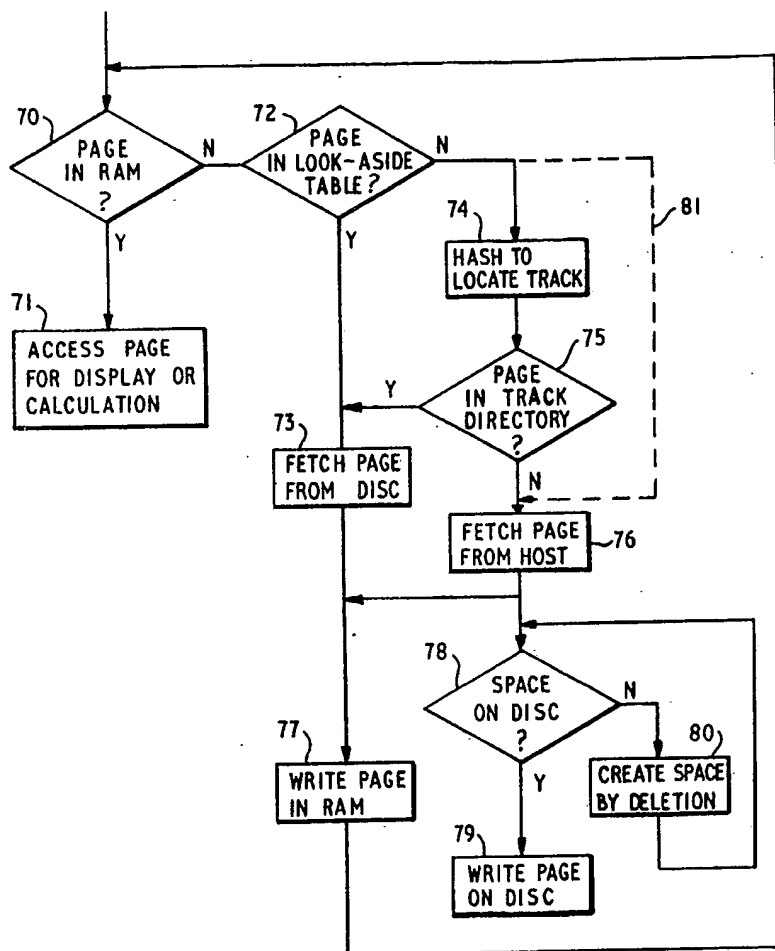 70
PAGE
IN RAM
?
N
Y
72
PAGE
IN LOOK-ASIDE
TABLE?
N
Y
81
74
HASH TO
LOCATE TRACK
71
ACCESS PAGE
FOR DISPLAY OR
CALCULATION
75
PAGE
IN TRACK
DIRECTORY
?
Y
N
73
FETCH PAGE
FROM DISC
FETCH PAGE
FROM HOST
76
78
SPACE
ON DISC
?
N
Y
77
WRITE PAGE
IN RAM
80
CREATE SPACE
BY DELETION
79
WRITE PAGE
ON DISC